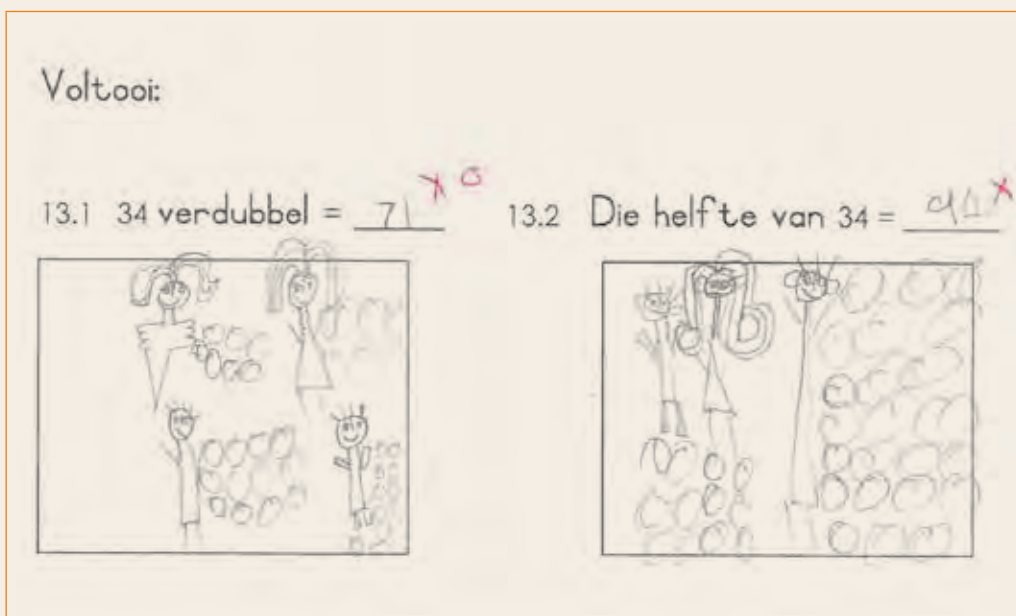 Voltooi:
13.1 34 verdubbel = 71
13.2 Die helfte van 34 =